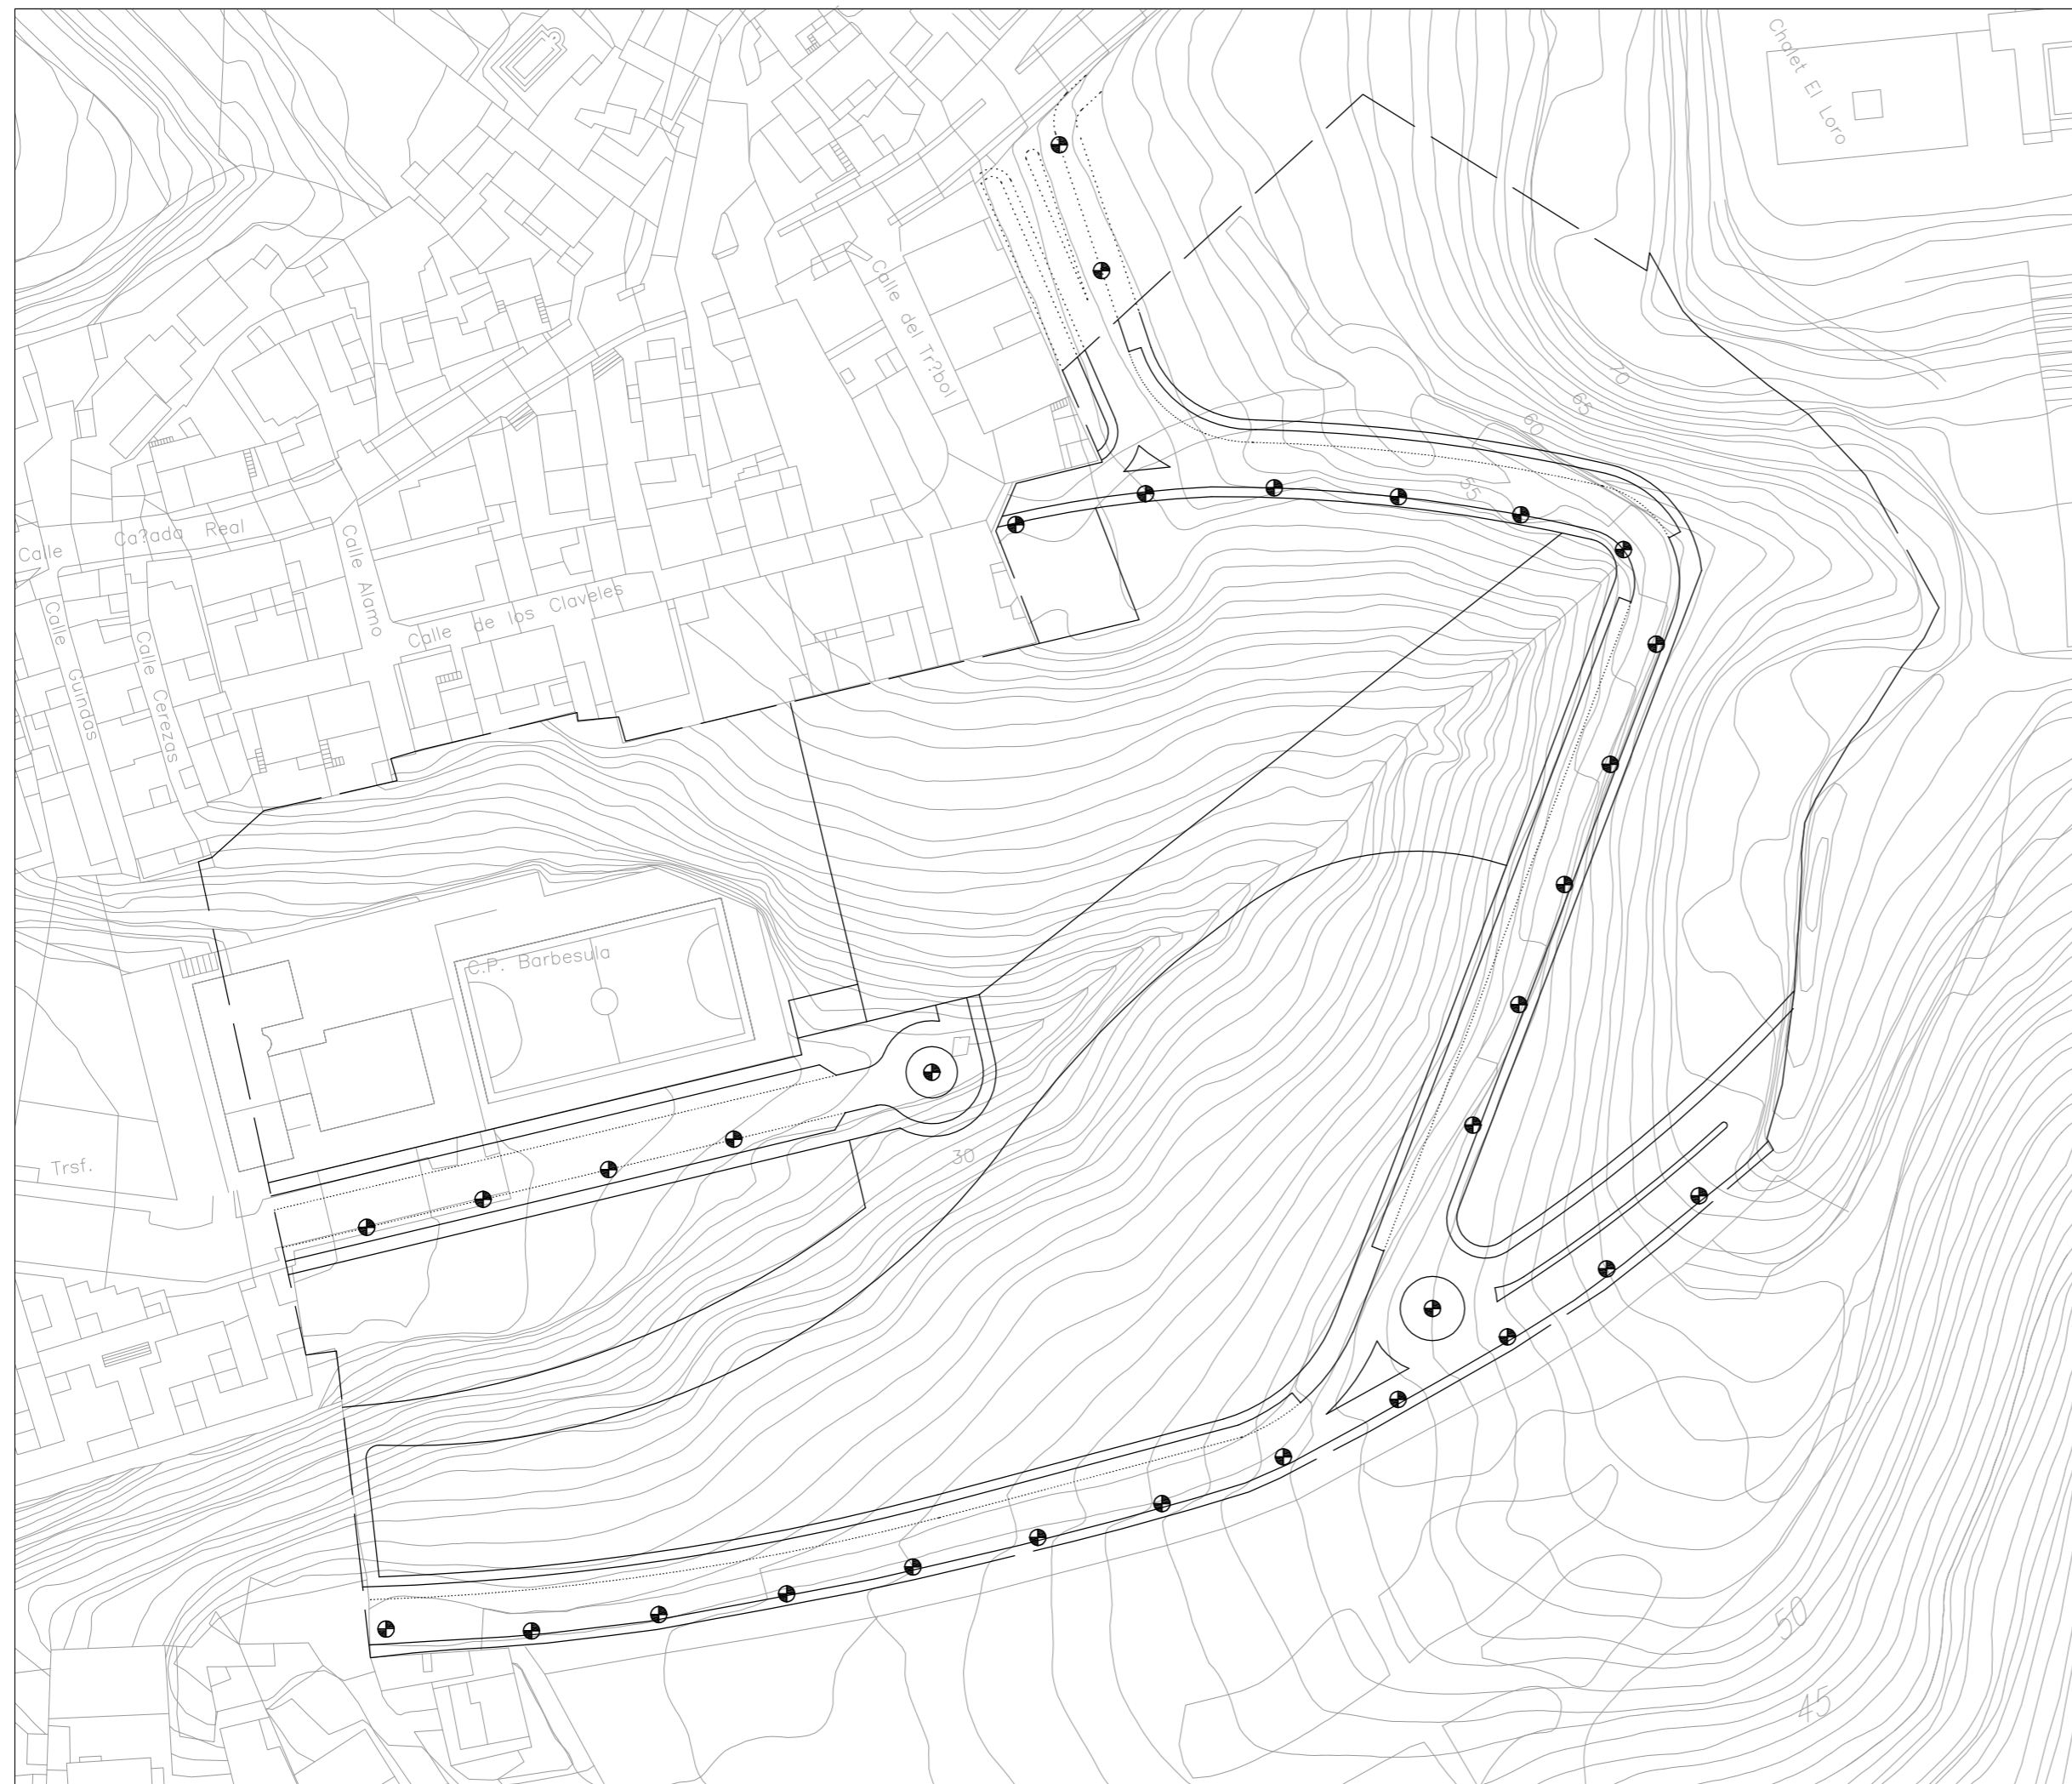 Chalet El Loro
Calle del Tr?bol
70
65
60
55
Calle Ca?ada Real
Calle Alamo
Calle de los Claveles
Calle Guindas
Calle Cerezas
C.P. Barbesula
Trsf.
30
50
45